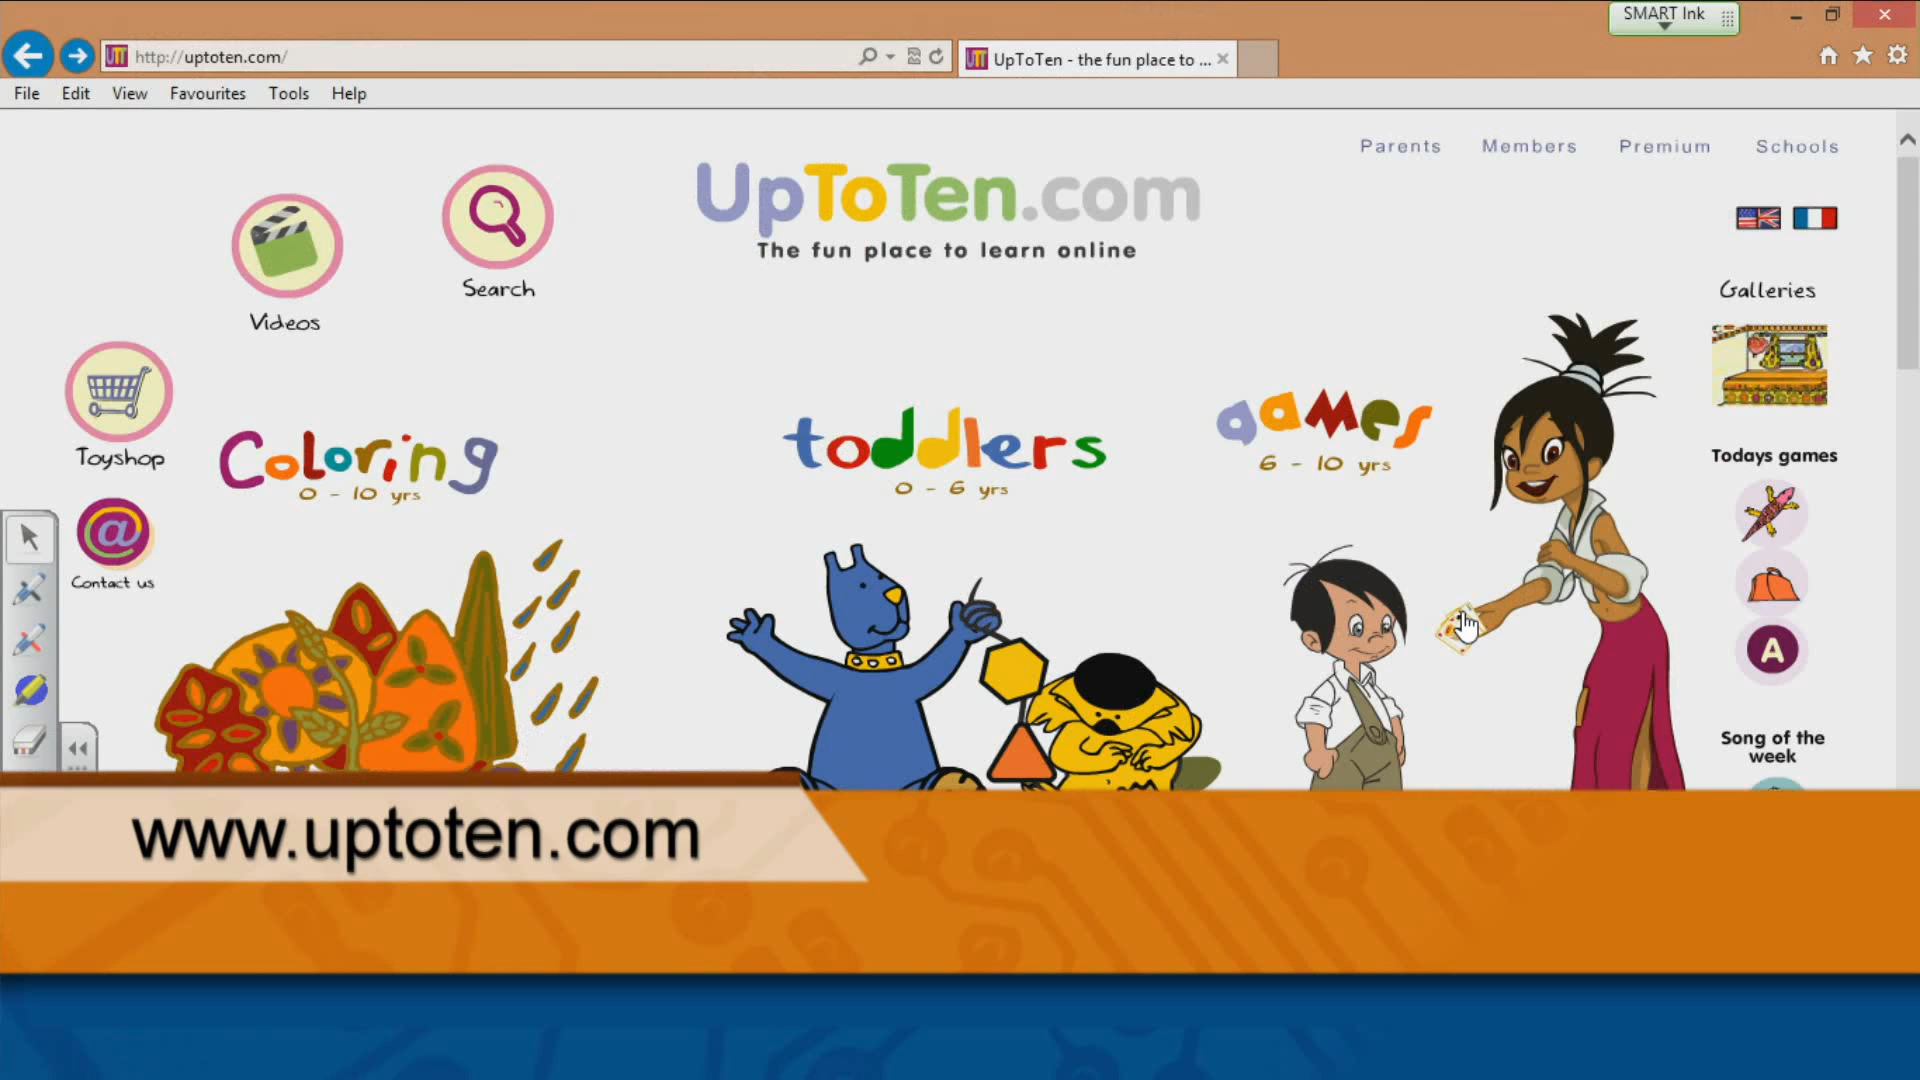 SMART Ink
http://uptoten.com/
UpToTen - the fun place to ...
File Edit View Favourites Tools Help
Parents Members Premium Schools
UpToTen.com
The fun place to learn online
Search
Videos
Galleries
Toyshop
Coloring
0 - 10 yrs
toddlers
0 - 6 yrs
games
6 - 10 yrs
Todays games
Contact us
A
Song of the
week
www.uptoten.com